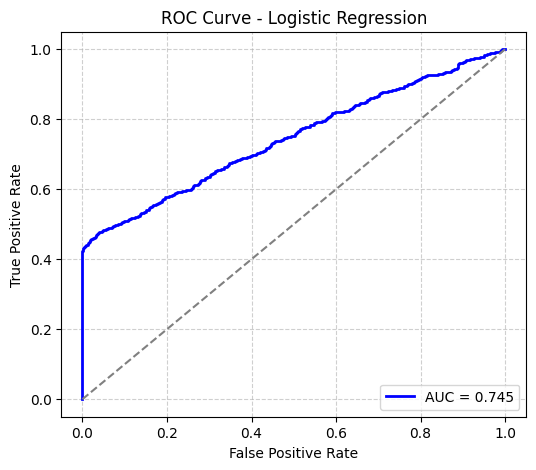 ROC Curve - Logistic Regression
1.0
0.8
0.6
0.4
0.2
0.0
True Positive Rate
AUC = 0.745
0.0 0.2 0.4 0.6 0.8 1.0
False Positive Rate